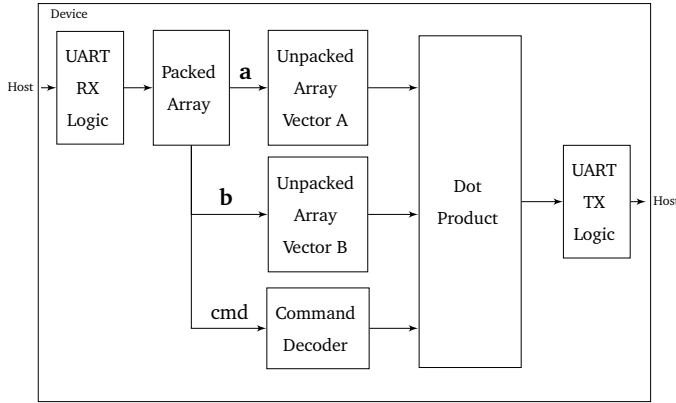 Device
Host
UART
RX
Logic
Packed
Array
a
Unpacked
Array
Vector A
b
Unpacked
Array
Vector B
cmd
Command
Decoder
Dot
Product
UART
TX
Logic
Host